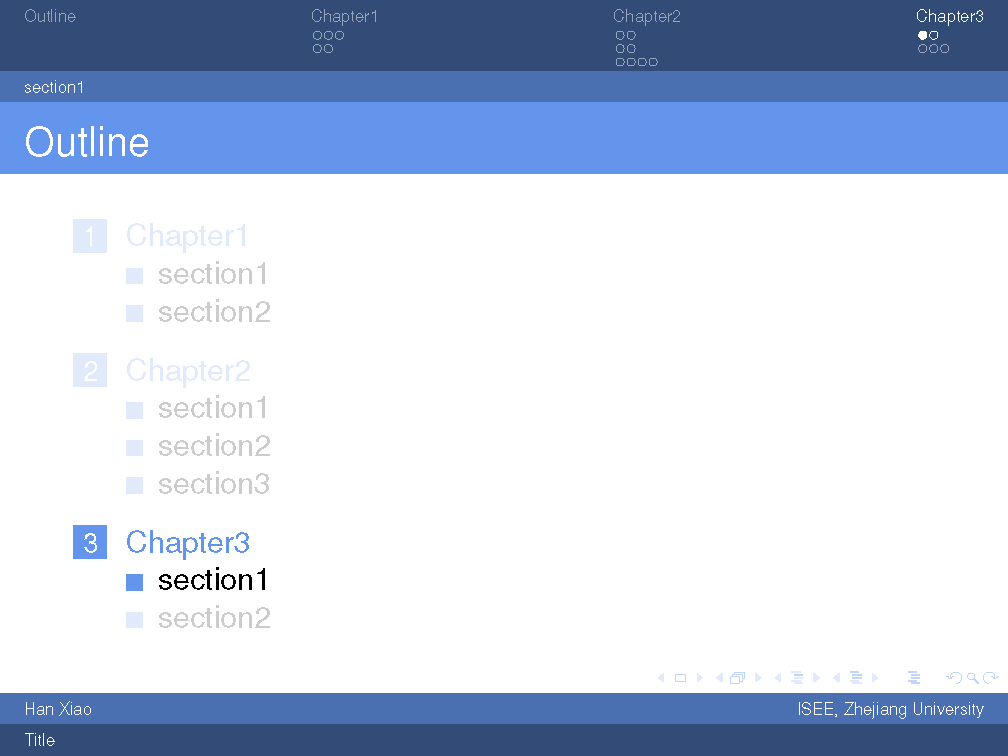 Outline Chapter1 Chapter2 Chapter3
section1
Outline
1 Chapter1
section1
section2
2 Chapter2
section1
section2
section3
3 Chapter3
section1
section2
Han Xiao ISEE, Zhejiang University
Title